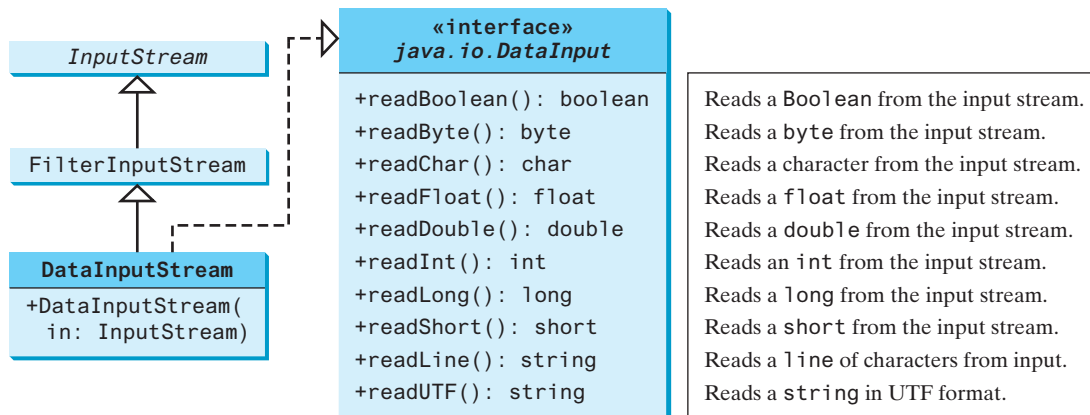 InputStream
FilterInputStream
DataInputStream
+DataInputStream(
in: InputStream)
«interface»
java.io.DataInput
+readBoolean(): boolean
+readByte(): byte
+readChar(): char
+readFloat(): float
+readDouble(): double
+readInt(): int
+readLong(): long
+readShort(): short
+readLine(): string
+readUTF(): string
Reads a Boolean from the input stream.
Reads a byte from the input stream.
Reads a character from the input stream.
Reads a float from the input stream.
Reads a double from the input stream.
Reads an int from the input stream.
Reads a long from the input stream.
Reads a short from the input stream.
Reads a line of characters from input.
Reads a string in UTF format.